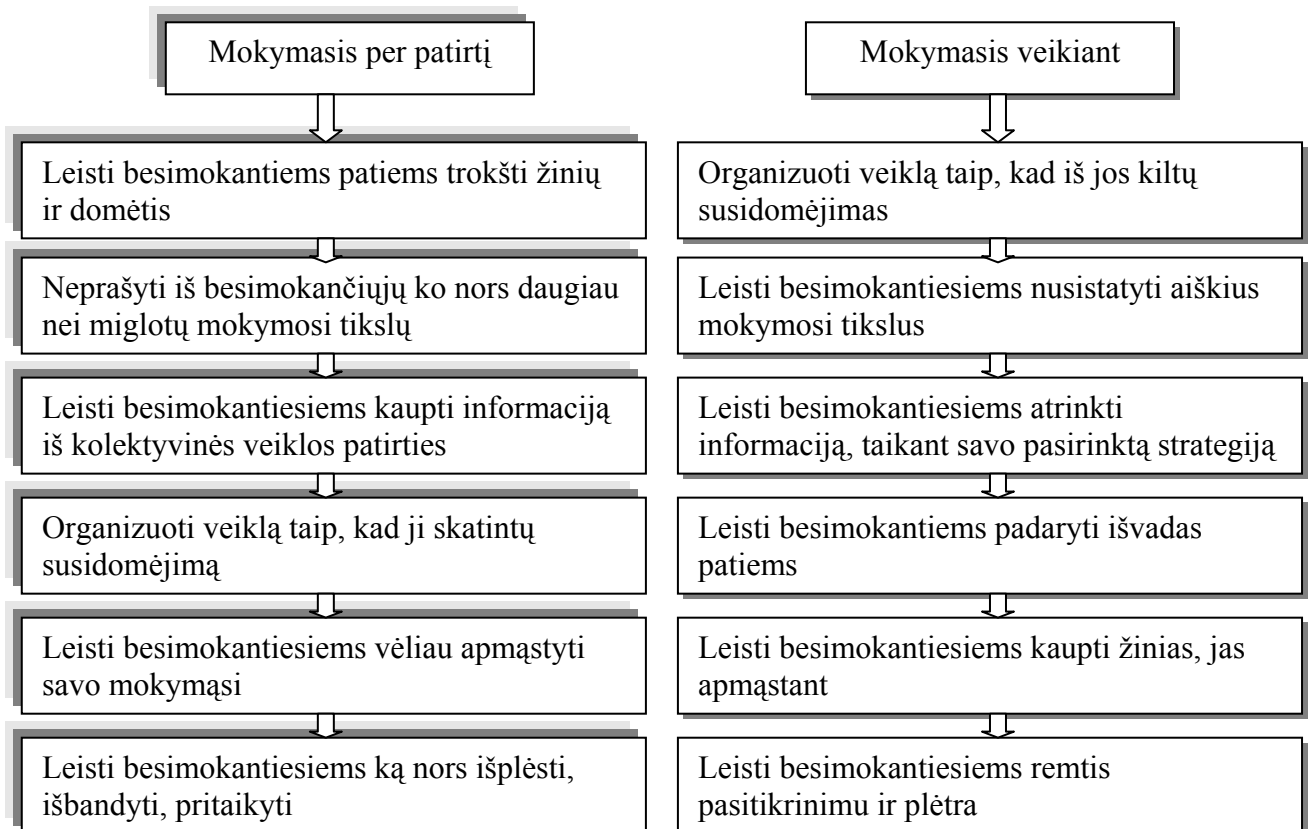 Mokymasis per patirtį
Leisti besimokantiems patiems trokšti žinių
ir domėtis
Neprašyti iš besimokančiųjų ko nors daugiau
nei miglotų mokymosi tikslų
Leisti besimokantiesiems kaupti informaciją
iš kolektyvinės veiklos patirties
Organizuoti veiklą taip, kad ji skatintų
susidomėjimą
Leisti besimokantiesiems vėliau apmąstyti
savo mokymąsi
Leisti besimokantiesiems ką nors išplėsti,
išbandyti, pritaikyti
Mokymasis veikiant
Organizuoti veiklą taip, kad iš jos kiltų
susidomėjimas
Leisti besimokantiesiems nusistatyti aiškius
mokymosi tikslus
Leisti besimokantiesiems atrinkti
informaciją, taikant savo pasirinktą strategiją
Leisti besimokantiems padaryti išvadas
patiems
Leisti besimokantiesiems kaupti žinias, jas
apmąstant
Leisti besimokantiesiems remtis
pasitikrinimu ir plėtra